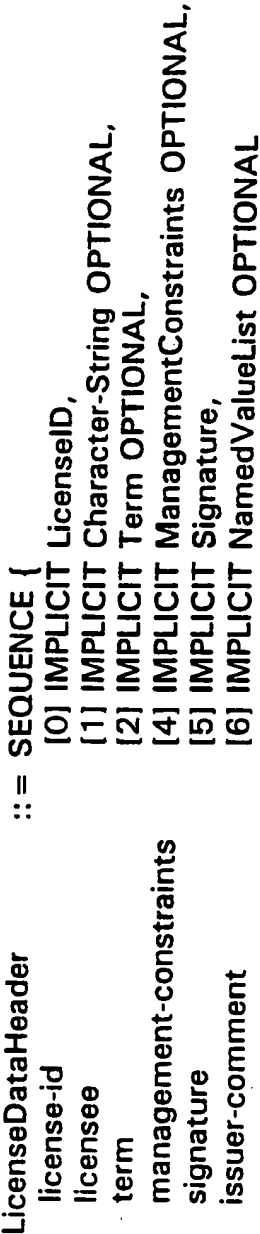 LicenseDataHeader ::= SEQUENCE {
license-id [0] IMPLICIT LicenseID,
licensee [1] IMPLICIT Character-String OPTIONAL,
term [2] IMPLICIT Term OPTIONAL,
management-constraints [4] IMPLICIT ManagementConstraints OPTIONAL,
signature [5] IMPLICIT Signature,
issuer-comment [6] IMPLICIT NamedValueList OPTIONAL